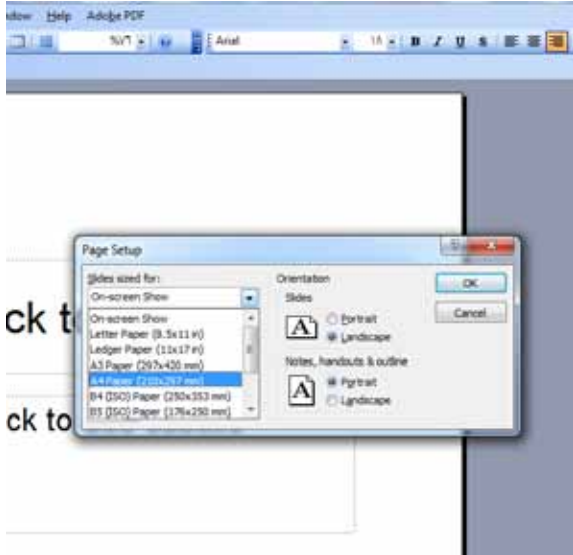 Window Help Adobe PDF
Arial 18 B I U S
Page Setup
Slides sized for:
On-screen Show
On-screen Show
Letter Paper (8.5x11 in)
Ledger Paper (11x17 in)
A3 Paper (297x420 mm)
A4 Paper (210x297 mm)
B4 (ISO) Paper (250x353 mm)
B5 (ISO) Paper (176x250 mm)
Orientation
Slides
A
Portrait
Landscape
Notes, handouts & outline
A
Portrait
Landscape
OK
Cancel
ck t
ck to